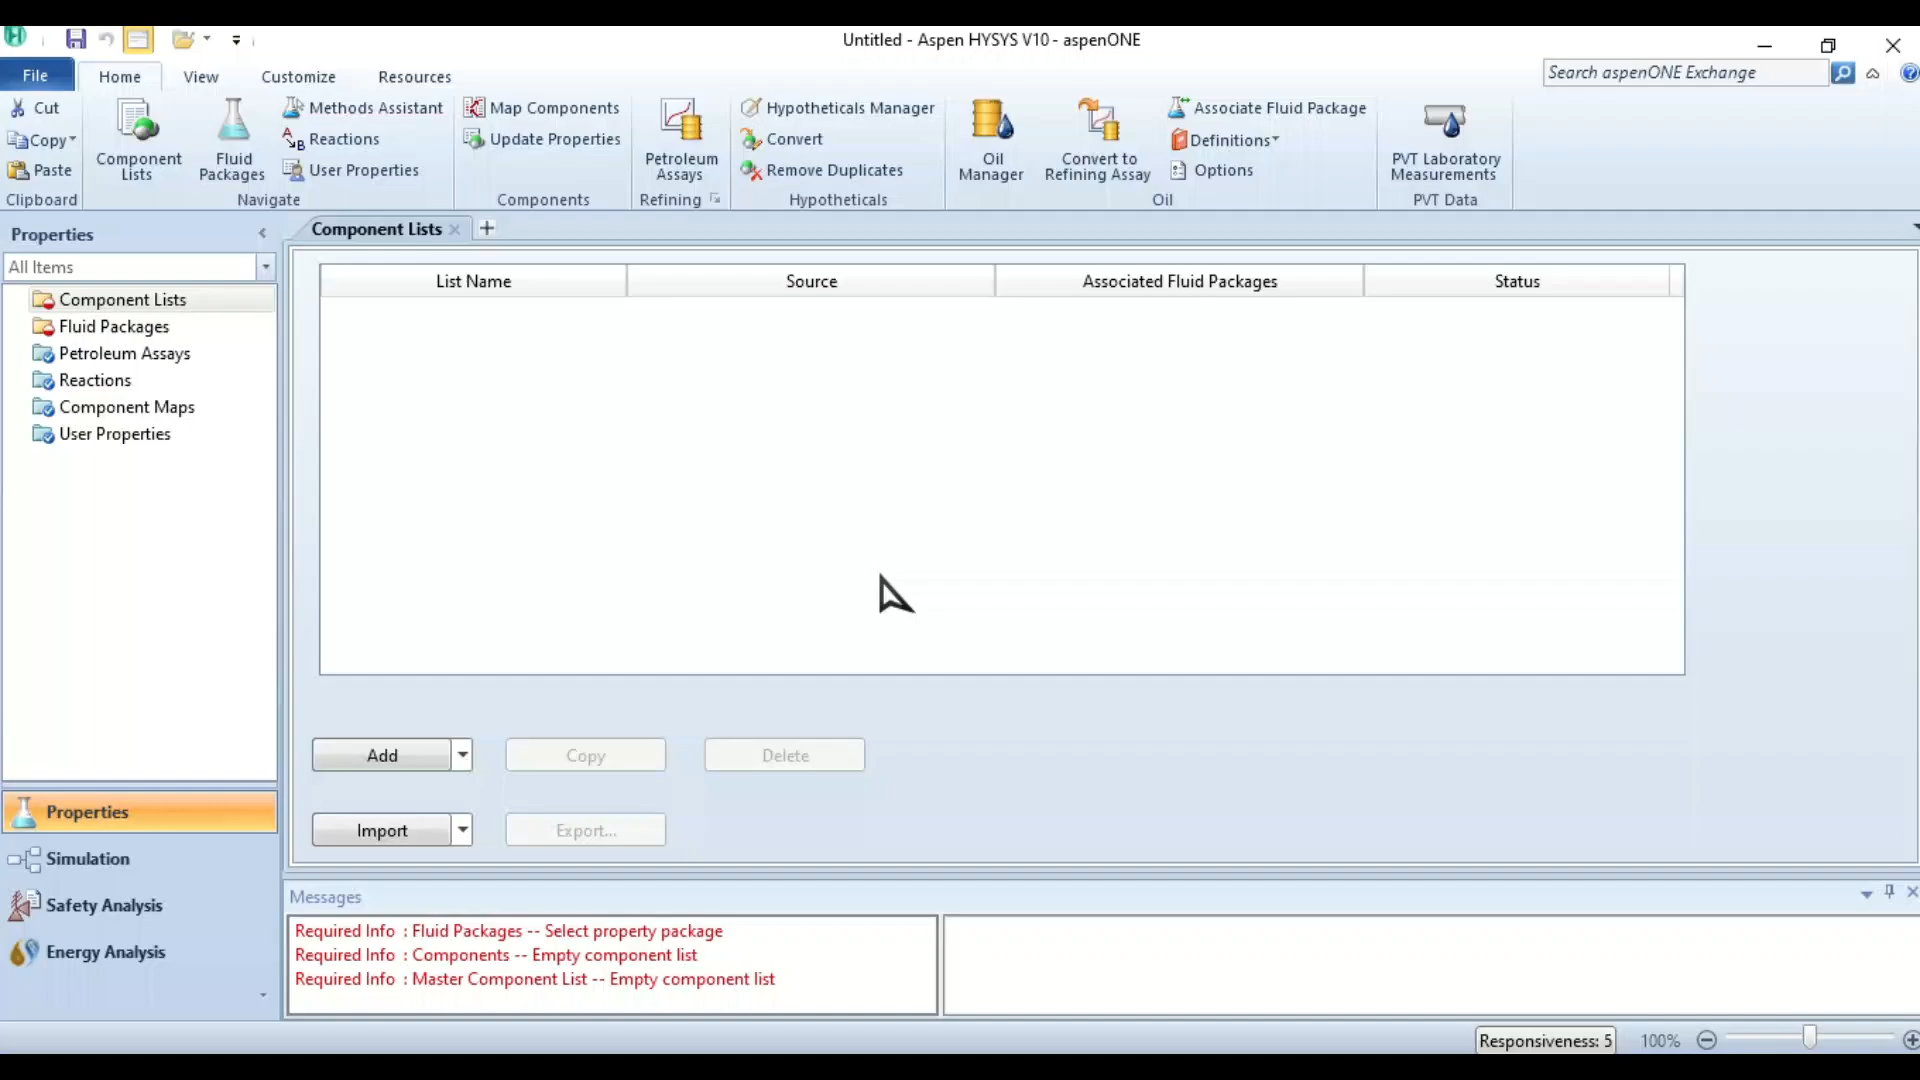 Untitled - Aspen HYSYS V10 - aspenONE
File
Home
View
Customize
Resources
Search aspenONE Exchange
Cut
Copy
Paste
Clipboard
Component Lists
Fluid Packages
Methods Assistant
Reactions
User Properties
Navigate
Map Components
Update Properties
Components
Petroleum Assays
Refining
Hypotheticals Manager
Convert
Remove Duplicates
Hypotheticals
Oil Manager
Convert to Refining Assay
Associate Fluid Package
Definitions
Options
Oil
PVT Laboratory Measurements
PVT Data
Properties
All Items
Component Lists
Fluid Packages
Petroleum Assays
Reactions
Component Maps
User Properties
Properties
Simulation
Safety Analysis
Energy Analysis
Component Lists
List Name
Source
Associated Fluid Packages
Status
Add
Copy
Delete
Import
Export...
Messages
Required Info : Fluid Packages -- Select property package
Required Info : Components -- Empty component list
Required Info : Master Component List -- Empty component list
Responsiveness: 5
100%